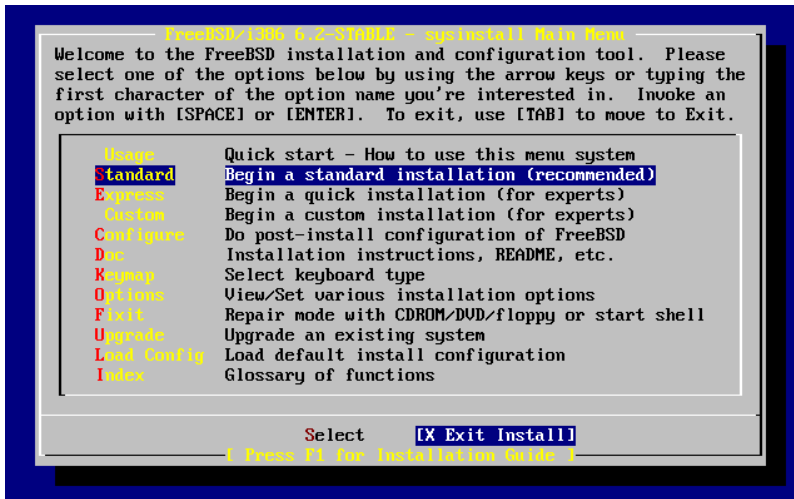 FreeBSD/i386 6.2-STABLE - sysinstall Main Menu
Welcome to the FreeBSD installation and configuration tool.  Please
select one of the options below by using the arrow keys or typing the
first character of the option name you're interested in.  Invoke an
option with [SPACE] or [ENTER].  To exit, use [TAB] to move to Exit.
Usage Quick start - How to use this menu system
Standard Begin a standard installation (recommended)
Express Begin a quick installation (for experts)
Custom Begin a custom installation (for experts)
Configure Do post-install configuration of FreeBSD
Doc Installation instructions, README, etc.
Keymap Select keyboard type
Options View/Set various installation options
Fixit Repair mode with CDROM/DVD/floppy or start shell
Upgrade Upgrade an existing system
Load Config Load default install configuration
Index Glossary of functions
Select [X Exit Install]
[ Press F1 for Installation Guide ]